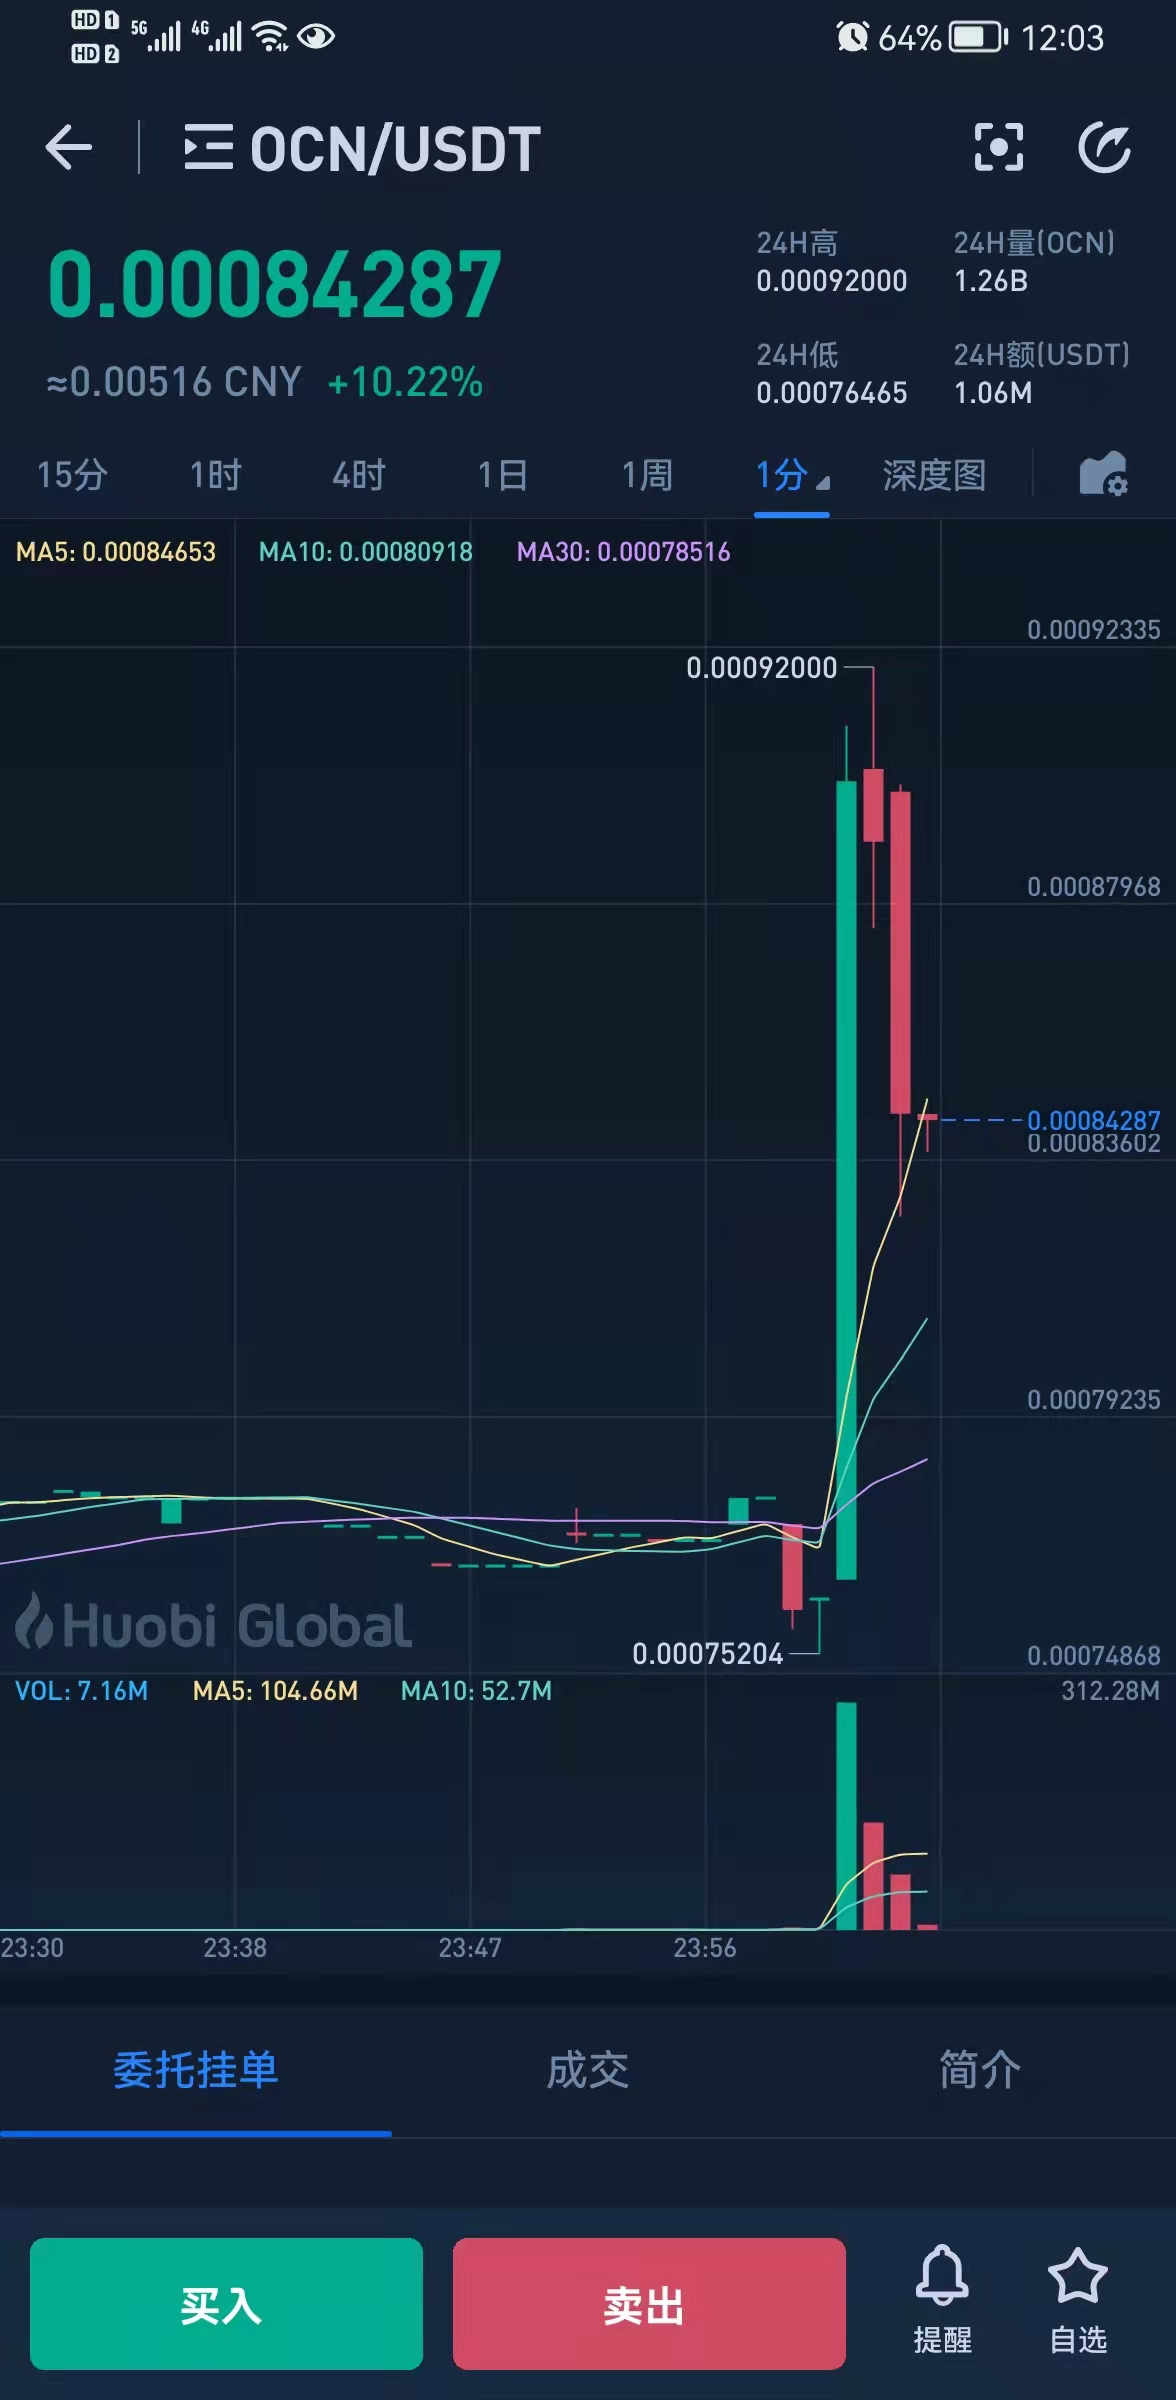 HD 1 5G 4G 64% 12:03
HD 2
OCN/USDT
0.00084287
≈0.00516 CNY +10.22%
24H高 24H量(OCN)
0.00092000 1.26B
24H低 24H额(USDT)
0.00076465 1.06M
15分 1时 4时 1日 1周 1分 深度图
MA5: 0.00084653 MA10: 0.00080918 MA30: 0.00078516
0.00092335
0.00092000
0.00087968
0.00084287
0.00083602
0.00079235
Huobi Global
0.00075204
0.00074868
VOL: 7.16M MA5: 104.66M MA10: 52.7M 312.28M
23:30 23:38 23:47 23:56
委托挂单 成交 简介
买入 卖出 提醒 自选